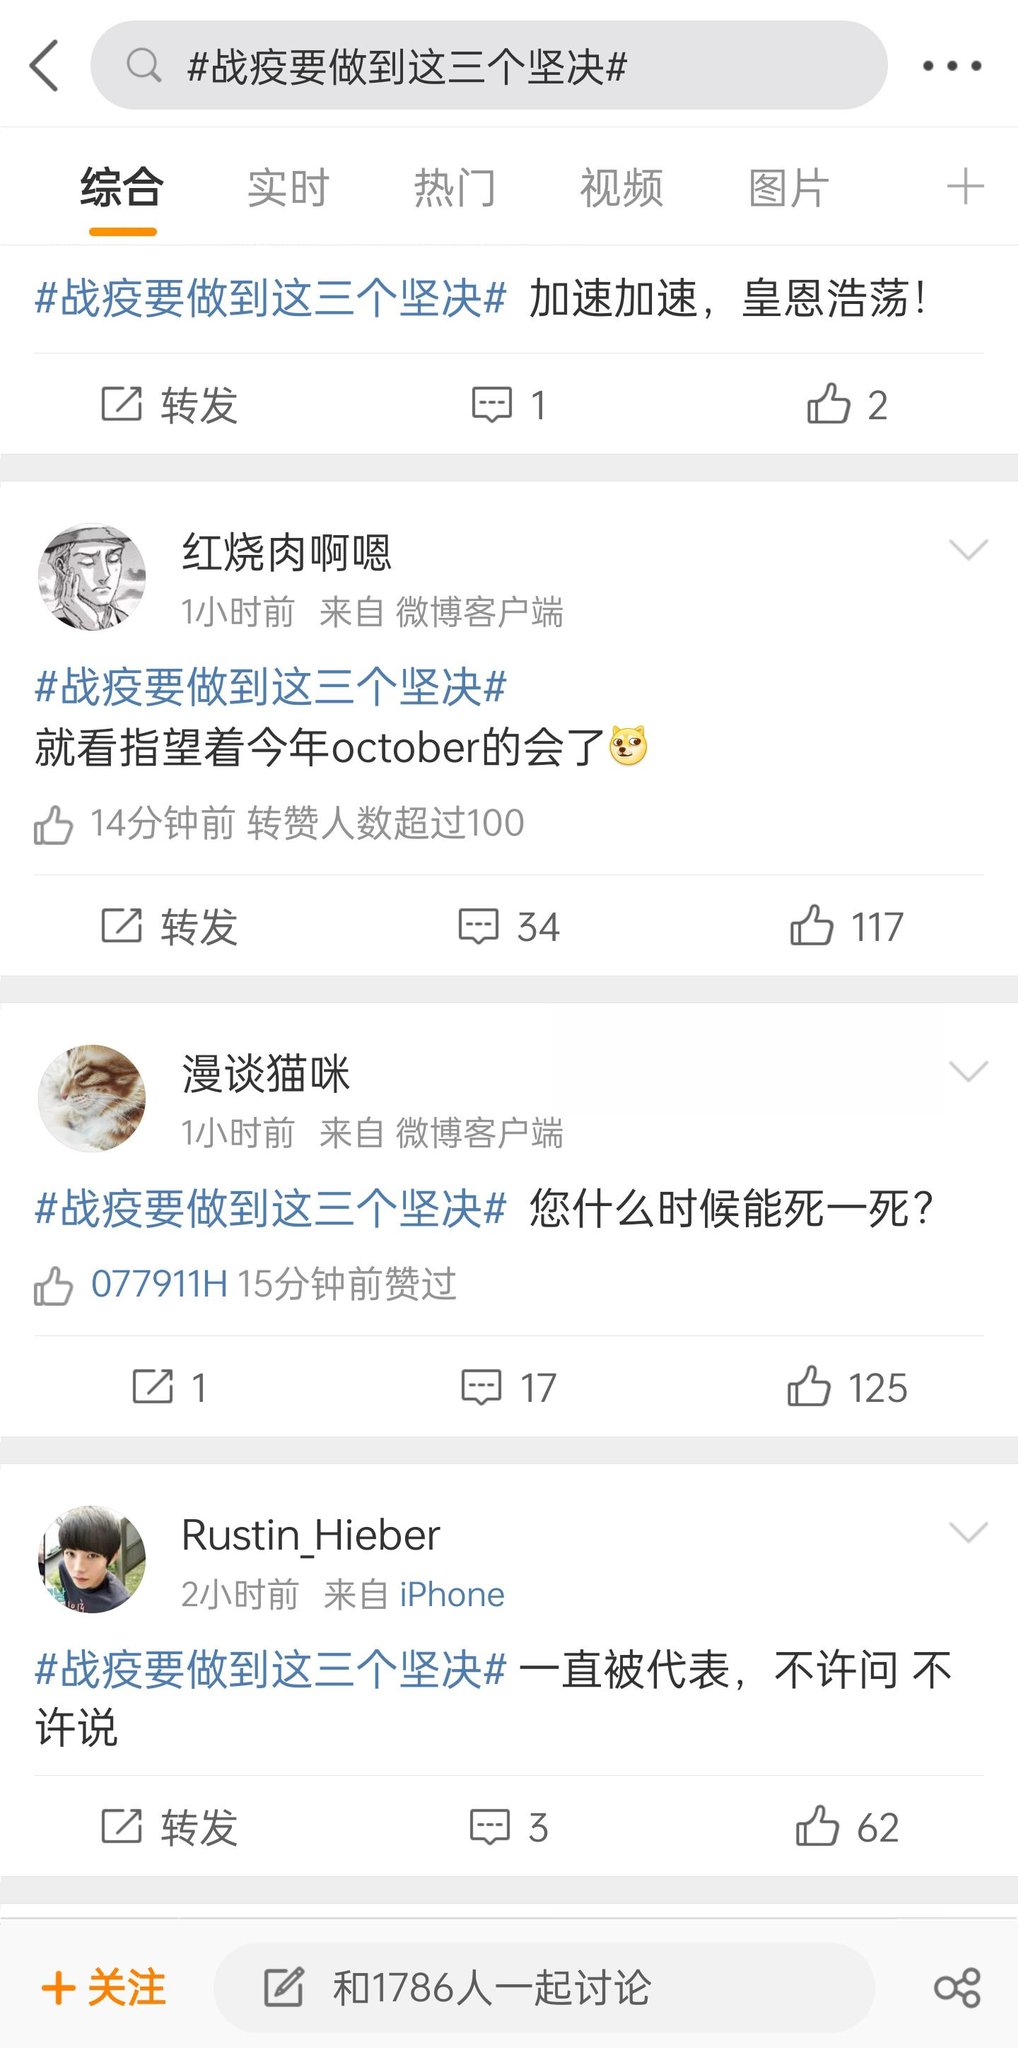 #战疫要做到这三个坚决#
综合 实时 热门 视频 图片
#战疫要做到这三个坚决# 加速加速，皇恩浩荡！
转发 1 2
红烧肉啊嗯
1小时前 来自 微博客户端
#战疫要做到这三个坚决#
就看指望着今年october的会了
14分钟前 转赞人数超过100
转发 34 117
漫谈猫咪
1小时前 来自 微博客户端
#战疫要做到这三个坚决# 您什么时候能死一死？
077911H 15分钟前赞过
1 17 125
Rustin_Hieber
2小时前 来自 iPhone
#战疫要做到这三个坚决# 一直被代表，不许问 不
许说
转发 3 62
+ 关注 和1786人一起讨论